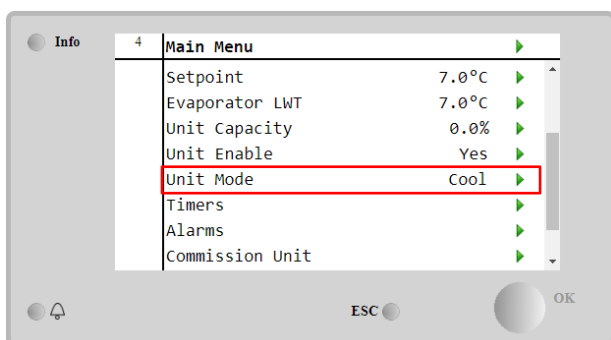 Info
4 Main Menu
Setpoint 7.0°C
Evaporator LWT 7.0°C
Unit Capacity 0.0%
Unit Enable Yes
Unit Mode Cool
Timers
Alarms
Commission Unit
ESC OK